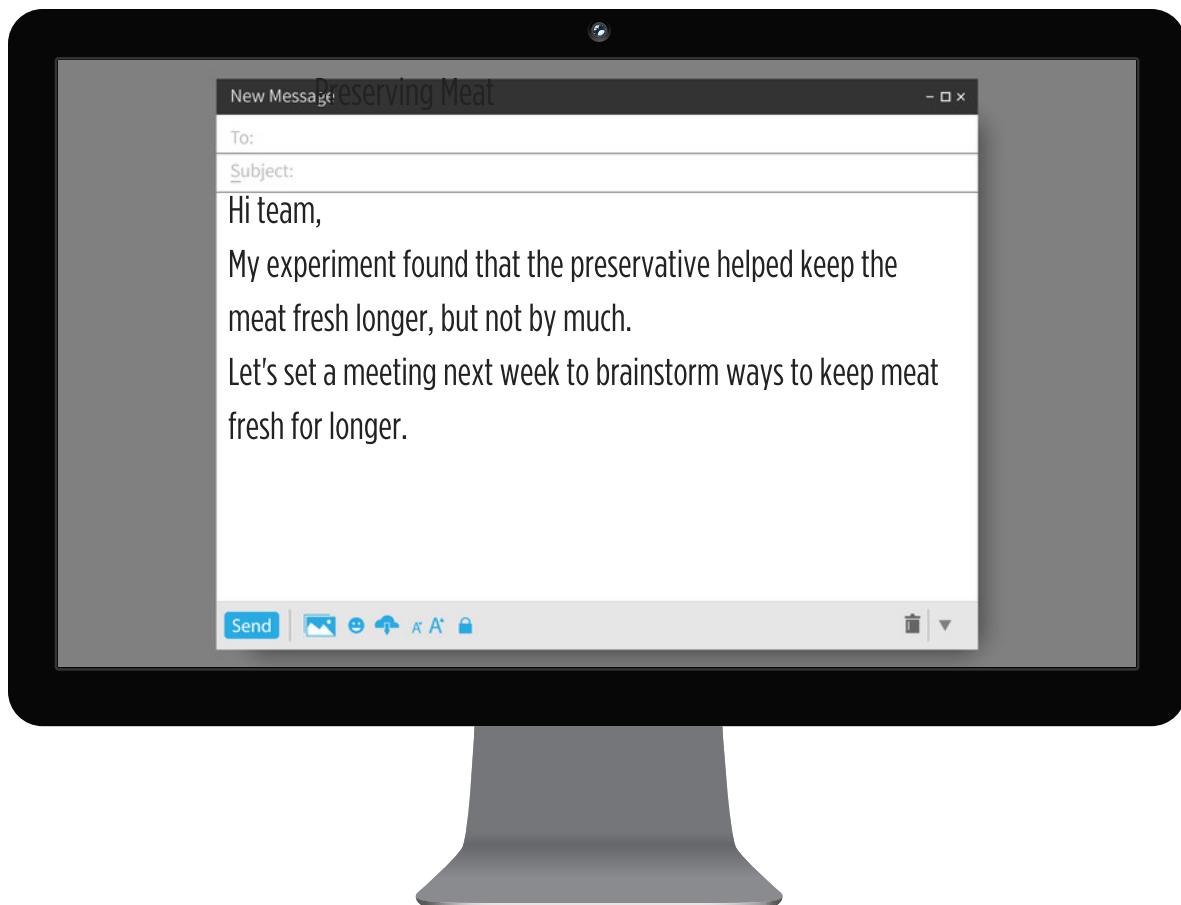 Preserving Meat
New Message
To:
Subject:
Hi team,
My experiment found that the preservative helped keep the
meat fresh longer, but not by much.
Let's set a meeting next week to brainstorm ways to keep meat
fresh for longer.
Send
A A